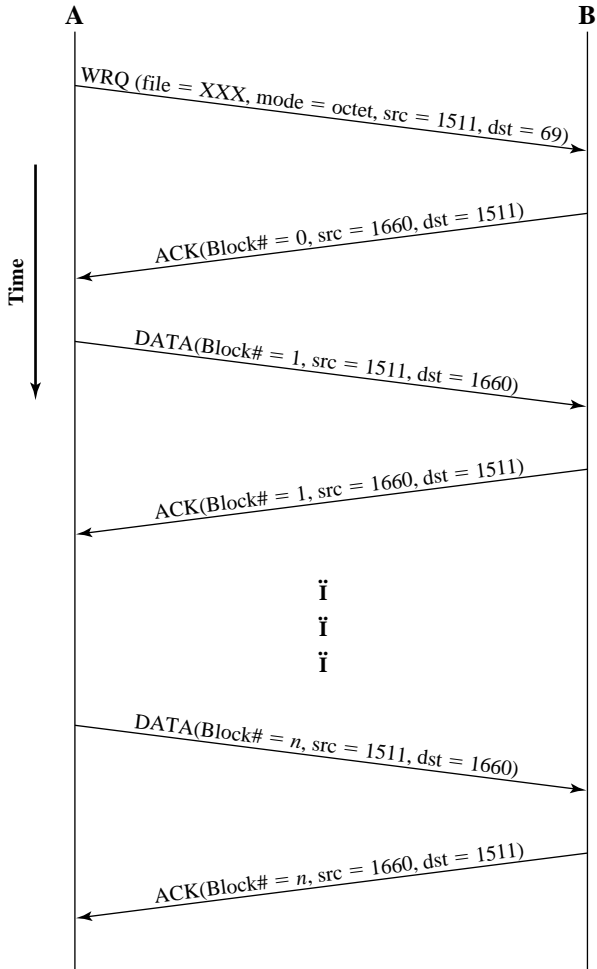 A
B
WRQ (file = XXX, mode = octet, src = 1511, dst = 69)
ACK(Block# = 0, src = 1660, dst = 1511)
Time
DATA(Block# = 1, src = 1511, dst = 1660)
ACK(Block# = 1, src = 1660, dst = 1511)
Ï
Ï
Ï
DATA(Block# = n, src = 1511, dst = 1660)
ACK(Block# = n, src = 1660, dst = 1511)